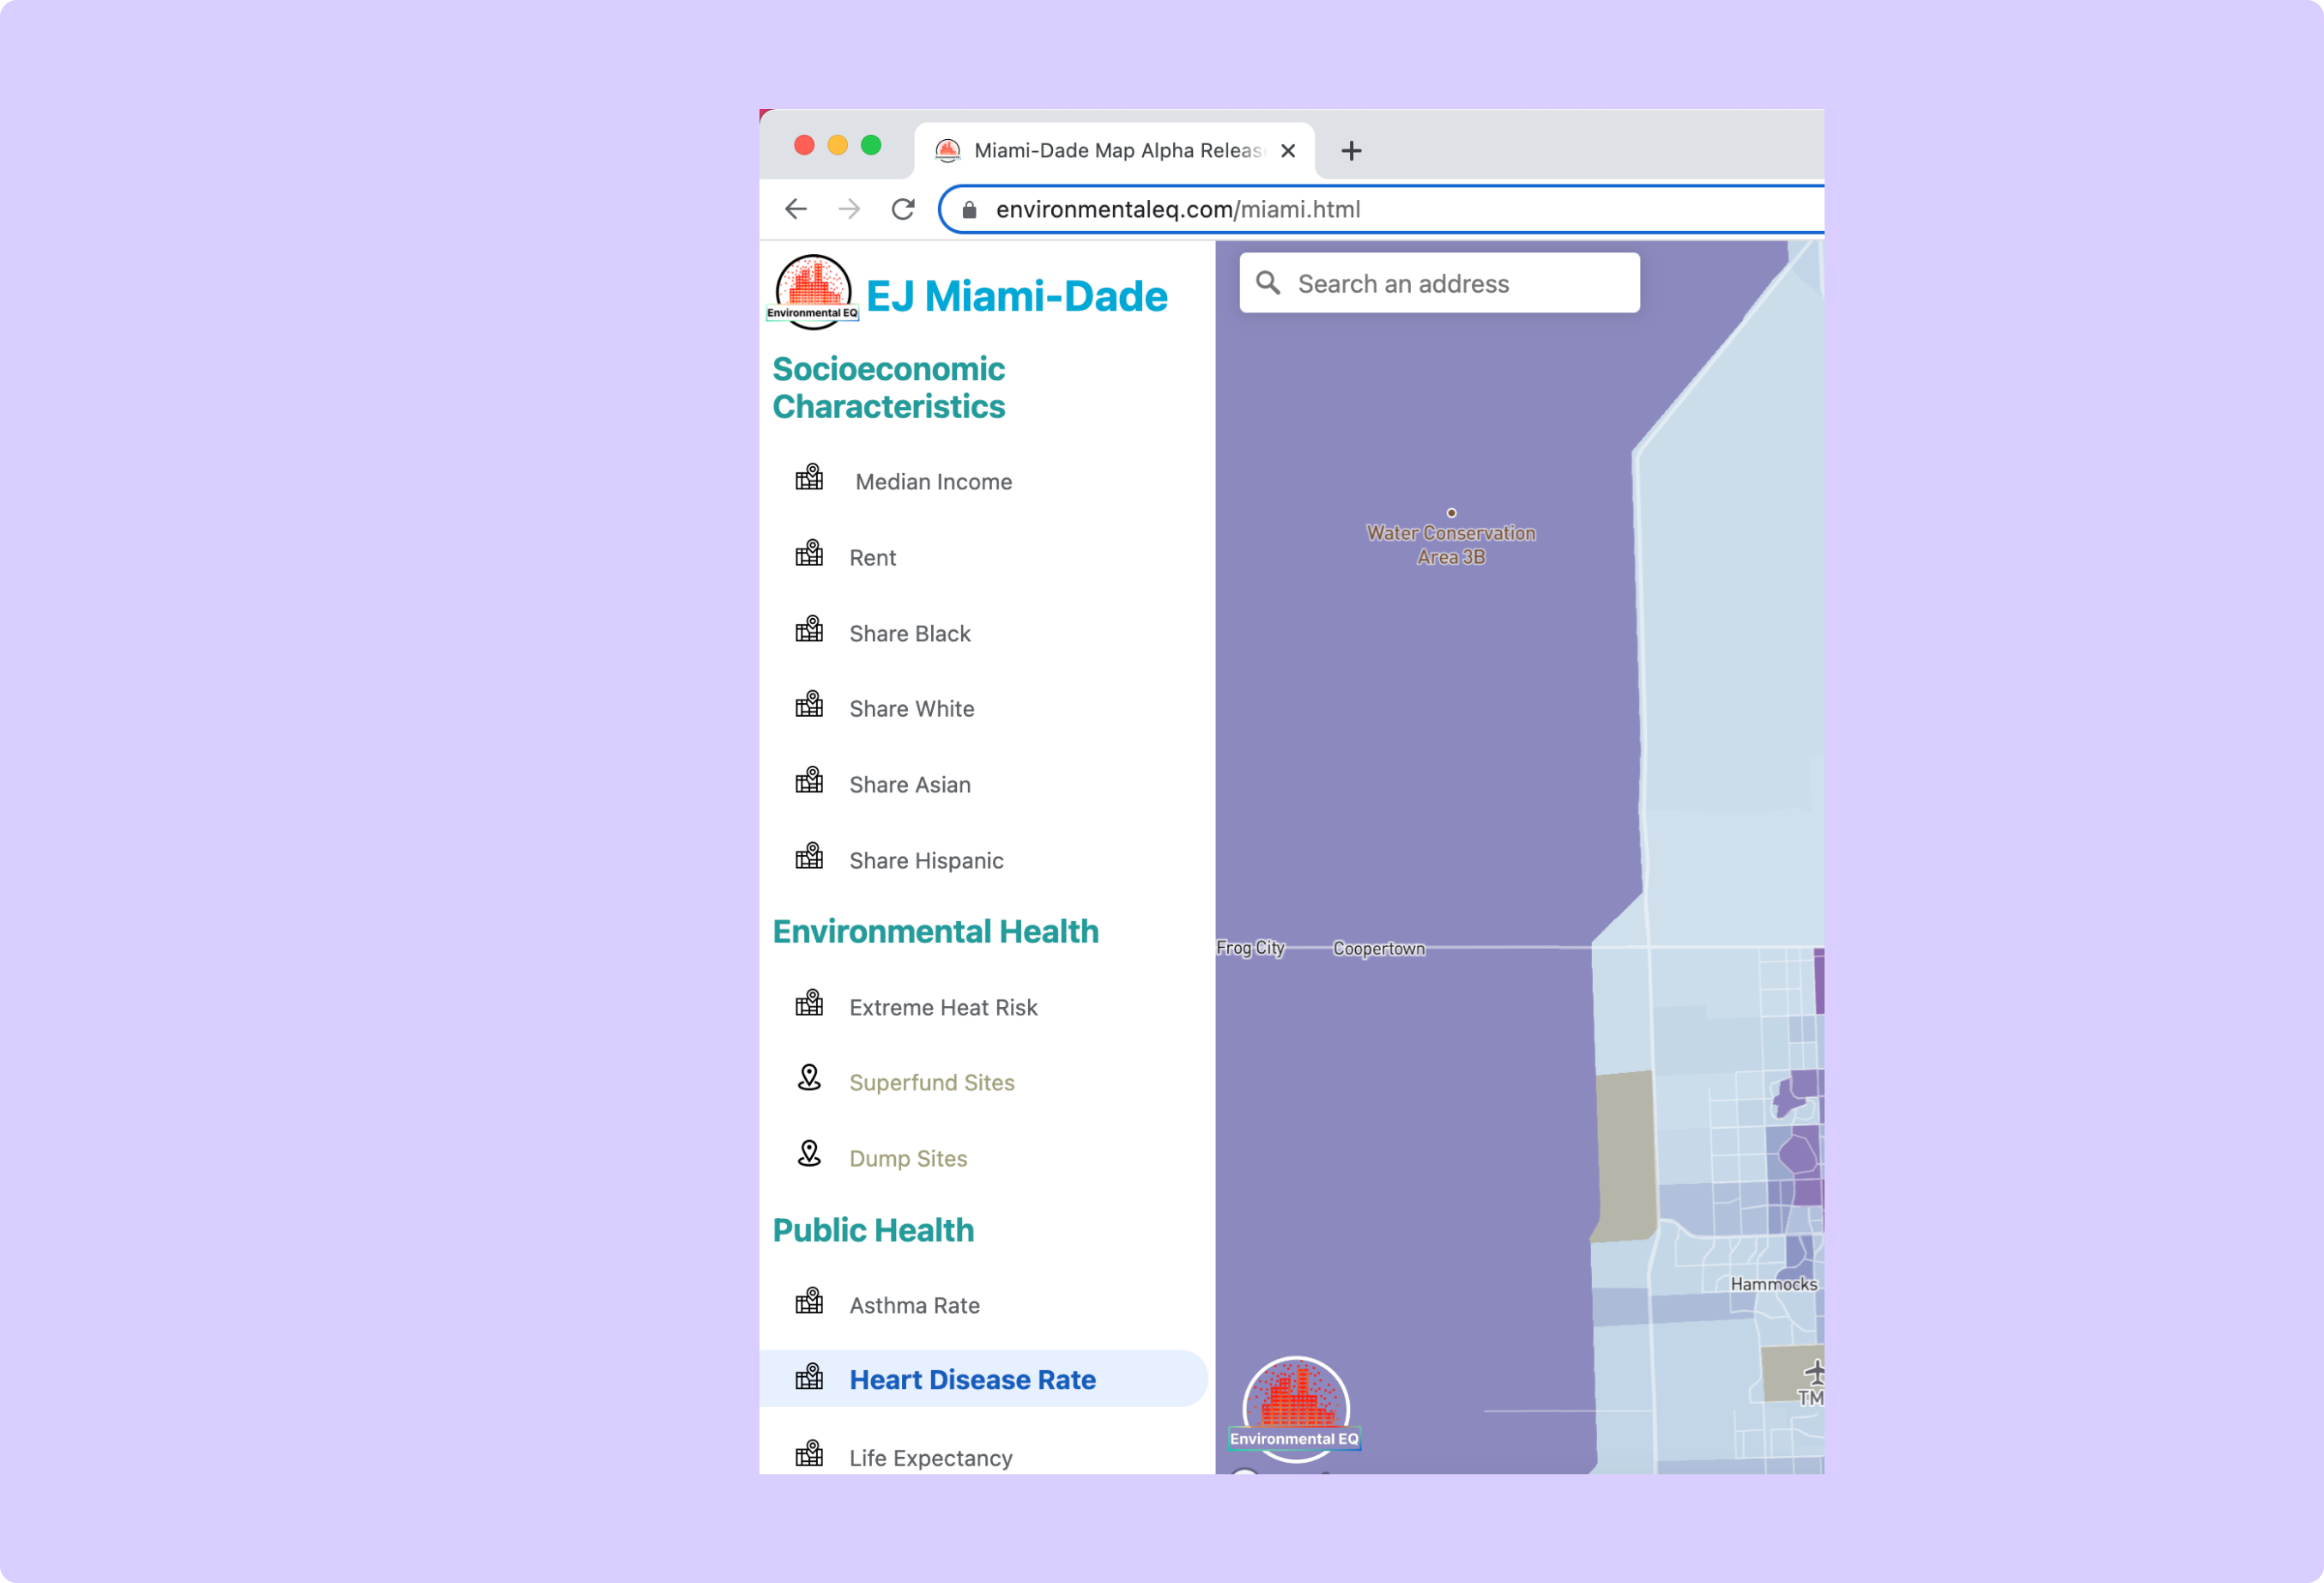 Miami-Dade Map Alpha Releas
environmentaleq.com/miami.html
Environmental EQ
EJ Miami-Dade
Search an address
Socioeconomic
Characteristics
Median Income
Rent
Share Black
Share White
Share Asian
Share Hispanic
Environmental Health
Extreme Heat Risk
Superfund Sites
Dump Sites
Public Health
Asthma Rate
Heart Disease Rate
Life Expectancy
Water Conservation
Area 3B
Frog City
Coopertown
Hammocks
TM
Environmental EQ